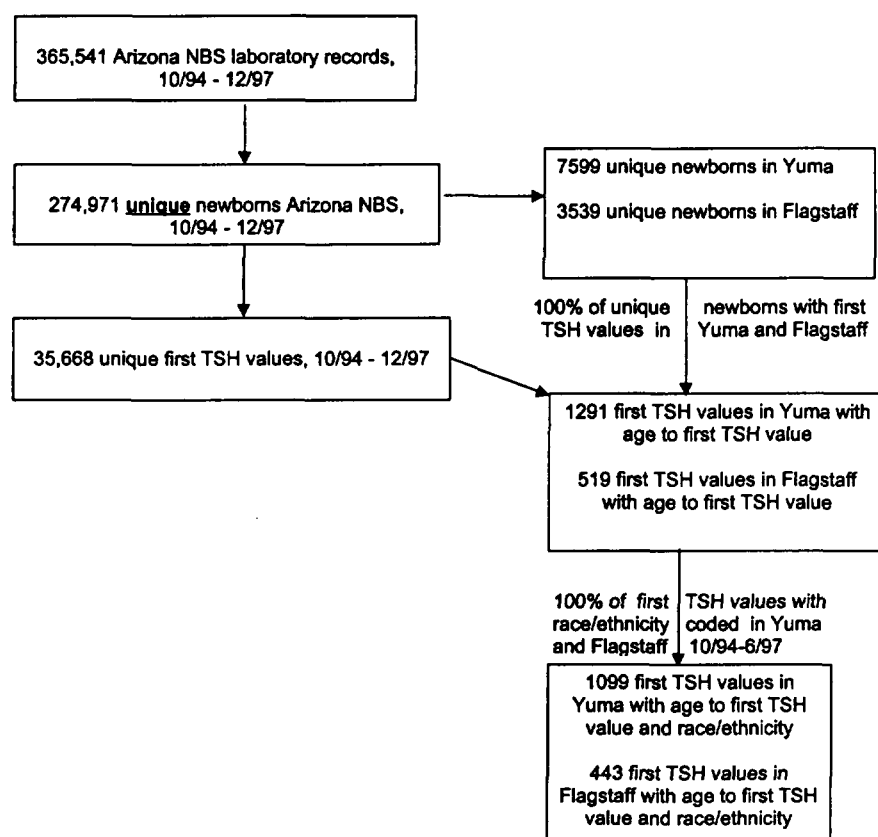 365,541 Arizona NBS laboratory records,
10/94 - 12/97
274,971 unique newborns Arizona NBS,
10/94 - 12/97
7599 unique newborns in Yuma
3539 unique newborns in Flagstaff
100% of unique newborns with first
TSH values in Yuma and Flagstaff
35,668 unique first TSH values, 10/94 - 12/97
1291 first TSH values in Yuma with
age to first TSH value
519 first TSH values in Flagstaff
with age to first TSH value
100% of first TSH values with
race/ethnicity coded in Yuma
and Flagstaff 10/94-6/97
1099 first TSH values in
Yuma with age to first TSH
value and race/ethnicity
443 first TSH values in
Flagstaff with age to first TSH
value and race/ethnicity